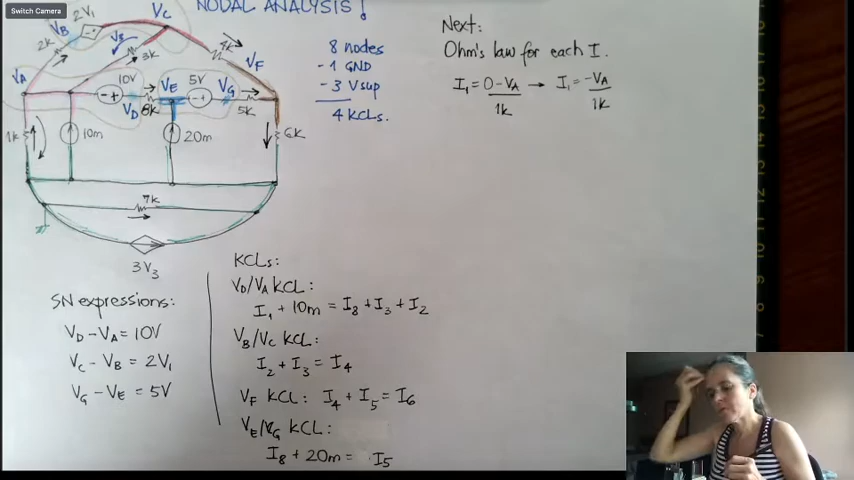 Switch Camera
NODAL ANALYSIS!
2V₁
VC
VB
2k
V₃
3k
4k
VF
VA
10V
VE
5V
VG
VD
8k
5k
1k
10m
20m
6k
7k
3V₃
8 nodes
- 1 GND
- 3 Vsup
4 KCLs.
Next:
Ohm's law for each I.
I₁ = 0-VA / 1k → I₁ = -VA / 1k
SN expressions:
VD - VA = 10V
VC - VB = 2V₁
VG - VE = 5V
KCLs:
VD/VA KCL:
I₁ + 10m = I₈ + I₃ + I₂
VB/VC KCL:
I₂ + I₃ = I₄
VF KCL: I₄ + I₅ = I₆
VE/VG KCL:
I₈ + 20m = I₅